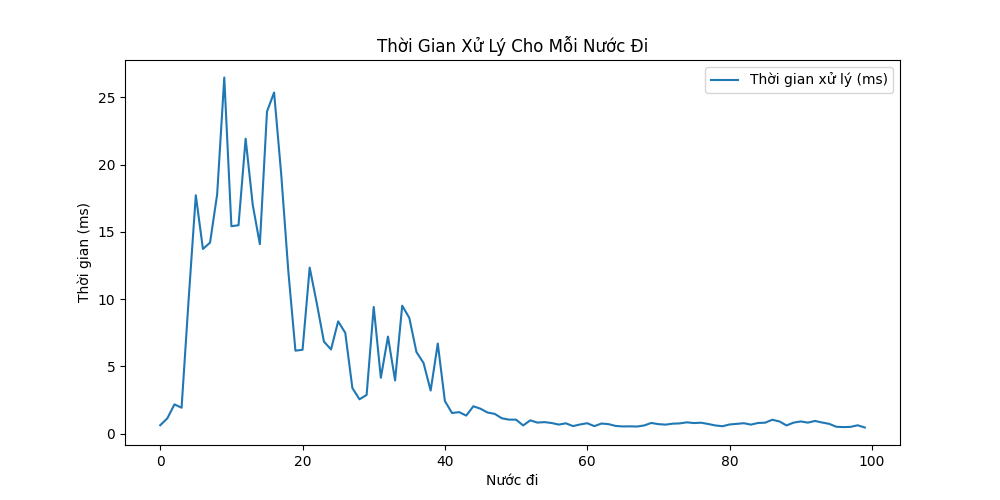 Thời Gian Xử Lý Cho Mỗi Nước Đi
Thời gian xử lý (ms)
Thời gian (ms)
25
20
15
10
5
0
0 20 40 60 80 100
Nước đi